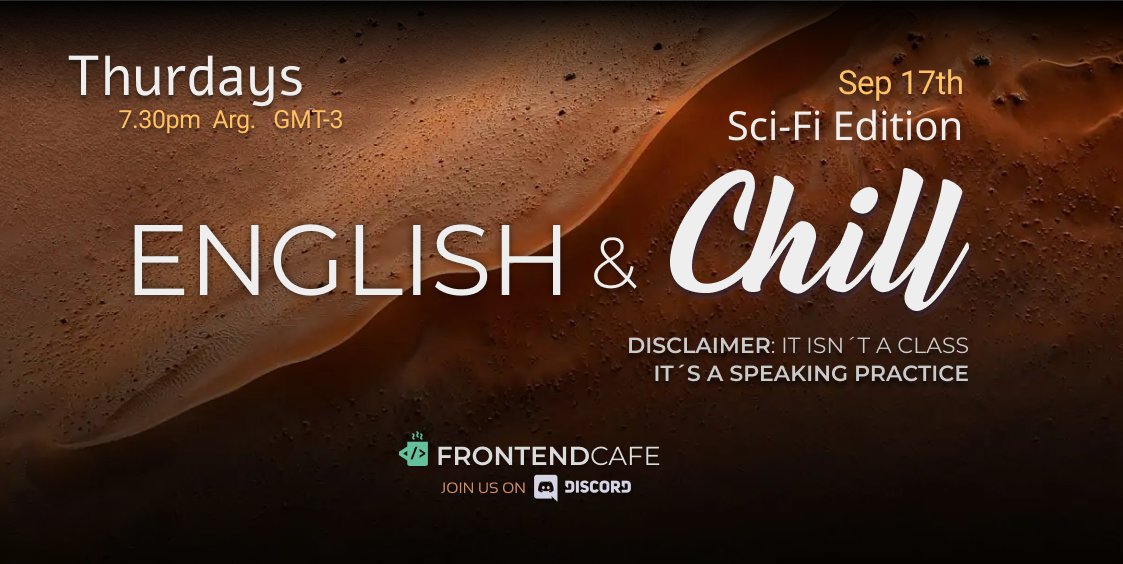 Thurdays
7.30pm Arg. GMT-3
Sep 17th
Sci-Fi Edition
ENGLISH & Chill
DISCLAIMER: IT ISN´T A CLASS
IT´S A SPEAKING PRACTICE
</> FRONTENDCAFE
JOIN US ON DISCORD